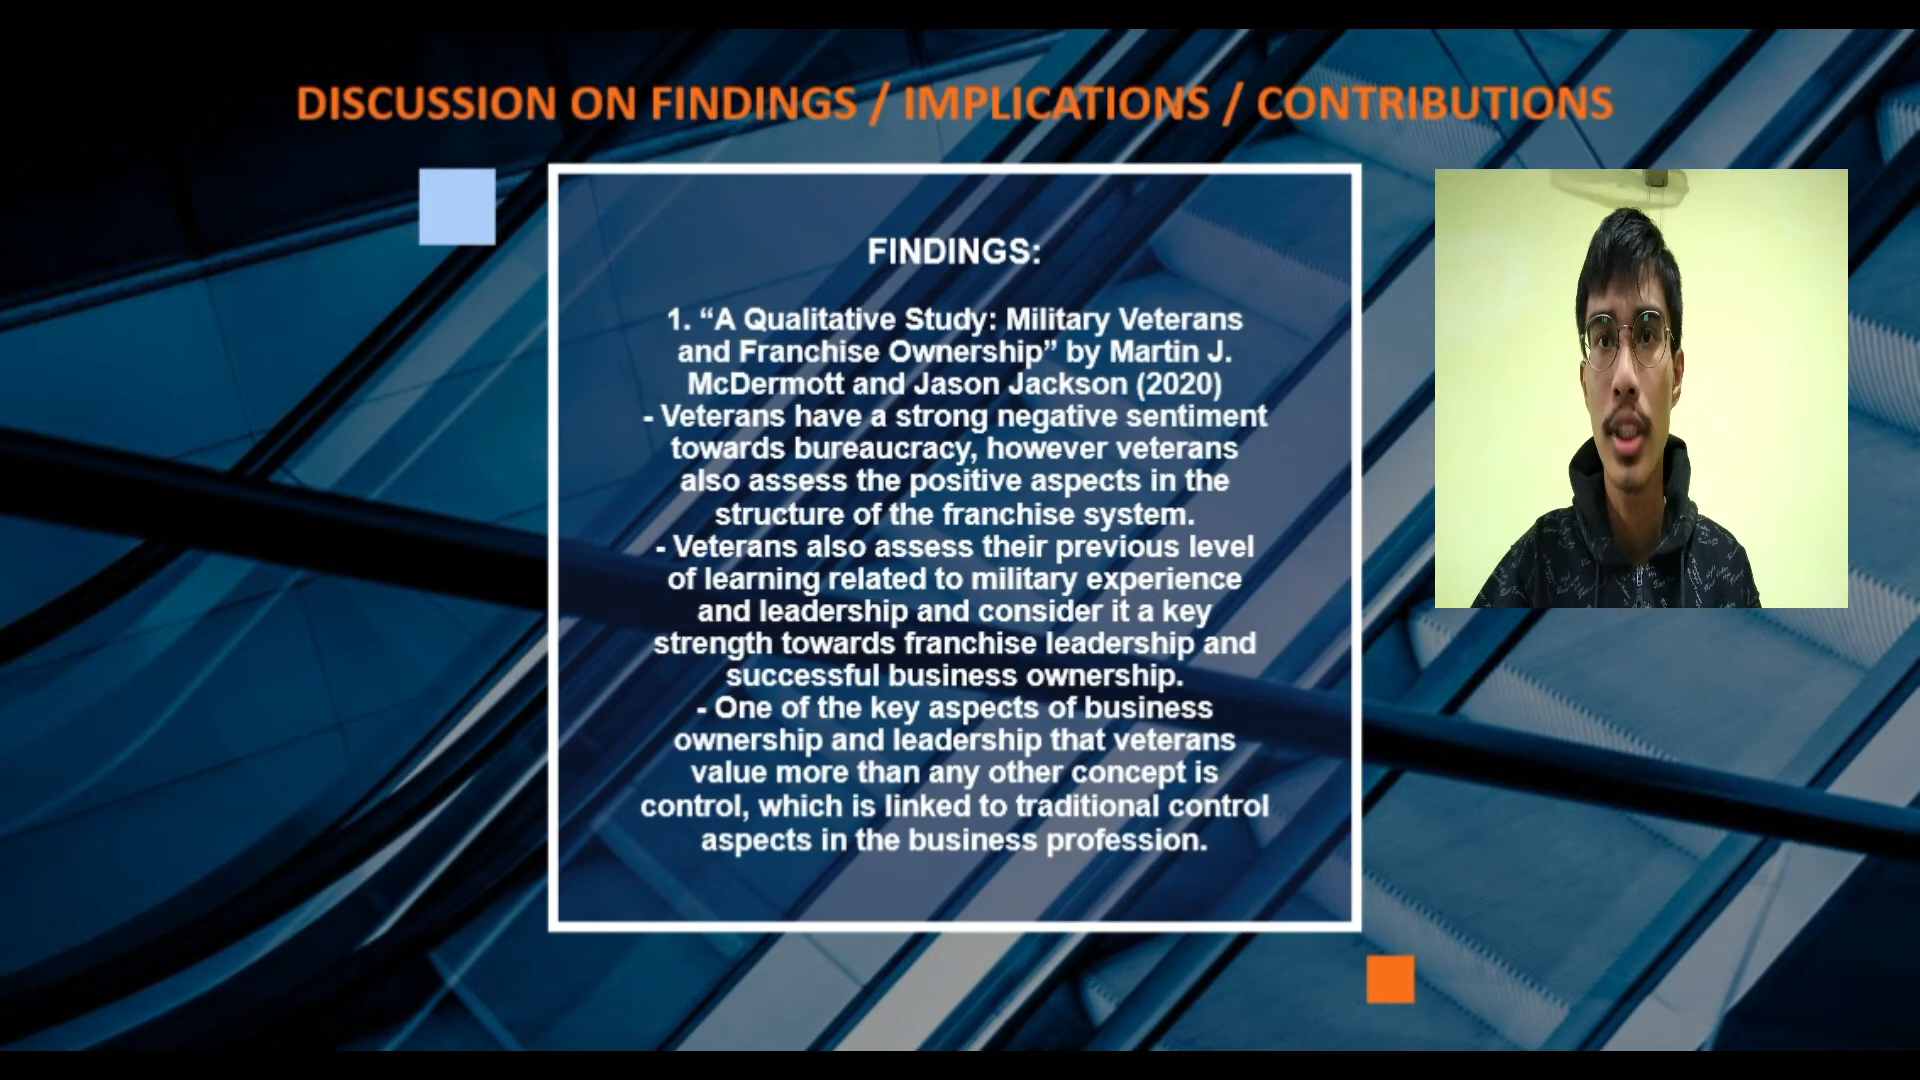 DISCUSSION ON FINDINGS / IMPLICATIONS / CONTRIBUTIONS
FINDINGS:
1. “A Qualitative Study: Military Veterans
and Franchise Ownership” by Martin J.
McDermott and Jason Jackson (2020)
- Veterans have a strong negative sentiment
towards bureaucracy, however veterans
also assess the positive aspects in the
structure of the franchise system.
- Veterans also assess their previous level
of learning related to military experience
and leadership and consider it a key
strength towards franchise leadership and
successful business ownership.
- One of the key aspects of business
ownership and leadership that veterans
value more than any other concept is
control, which is linked to traditional control
aspects in the business profession.